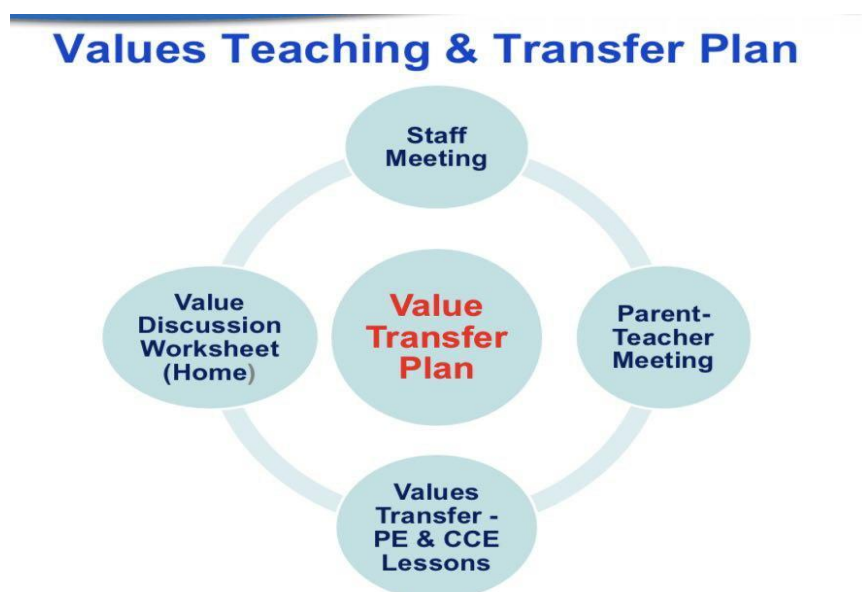 Values Teaching & Transfer Plan
Staff
Meeting
Value
Discussion
Worksheet
(Home)
Value
Transfer
Plan
Parent-
Teacher
Meeting
Values
Transfer -
PE & CCE
Lessons